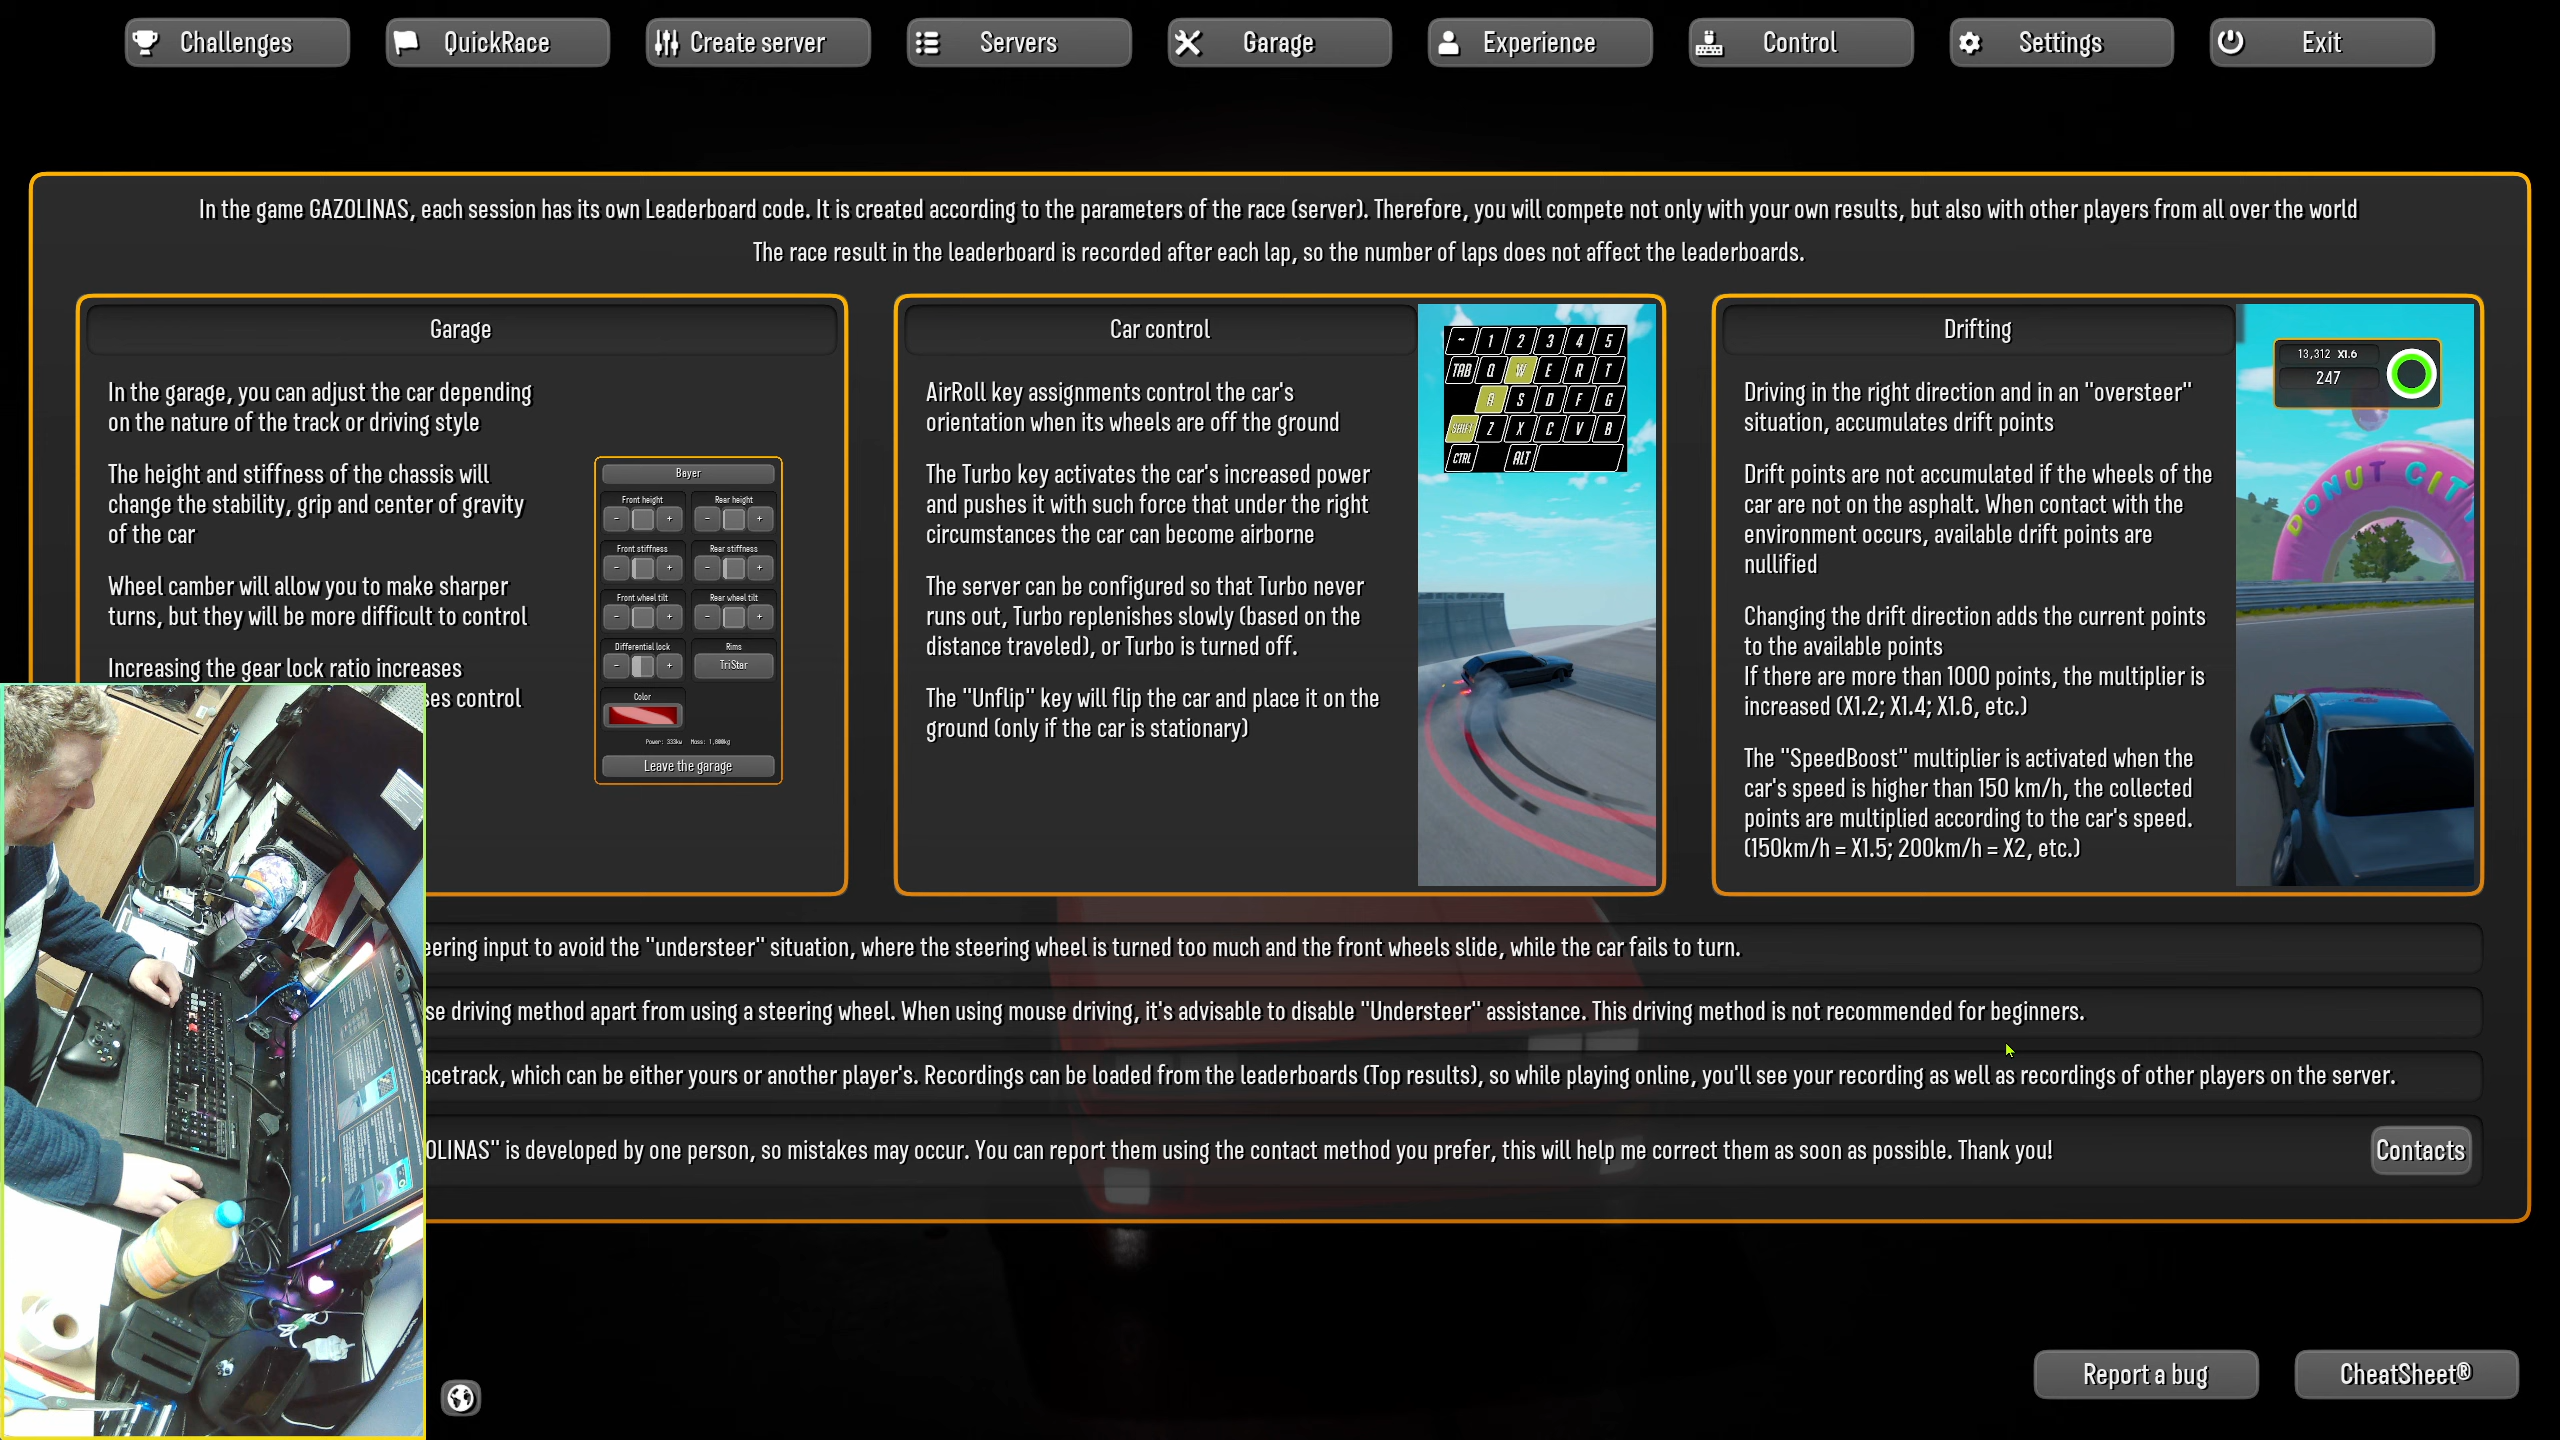 Challenges
QuickRace
Create server
Servers
Garage
Experience
Control
Settings
Exit
In the game GAZOLINAS, each session has its own Leaderboard code. It is created according to the parameters of the race (server). Therefore, you will compete not only with your own results, but also with other players from all over the world
The race result in the leaderboard is recorded after each lap, so the number of laps does not affect the leaderboards.
Garage
In the garage, you can adjust the car depending
on the nature of the track or driving style
The height and stiffness of the chassis will
change the stability, grip and center of gravity
of the car
Wheel camber will allow you to make sharper
turns, but they will be more difficult to control
Increasing the gear lock ratio increases
ses control
Bayer
Front height
Rear height
- +
- +
Front stiffness
Rear stiffness
- +
- +
Front wheel tilt
Rear wheel tilt
- +
- +
Differential lock
Rims
- +
TriStar
Color
Power: 333kw Mass: 1,800kg
Leave the garage
Car control
AirRoll key assignments control the car's
orientation when its wheels are off the ground
The Turbo key activates the car's increased power
and pushes it with such force that under the right
circumstances the car can become airborne
The server can be configured so that Turbo never
runs out, Turbo replenishes slowly (based on the
distance traveled), or Turbo is turned off.
The "Unflip" key will flip the car and place it on the
ground (only if the car is stationary)
~ 1 2 3 4 5
TAB Q W E R T
A S D F G
SHIFT Z X C V B
CTRL ALT
Drifting
Driving in the right direction and in an "oversteer"
situation, accumulates drift points
Drift points are not accumulated if the wheels of the
car are not on the asphalt. When contact with the
environment occurs, available drift points are
nullified
Changing the drift direction adds the current points
to the available points
If there are more than 1000 points, the multiplier is
increased (X1.2; X1.4; X1.6, etc.)
The "SpeedBoost" multiplier is activated when the
car's speed is higher than 150 km/h, the collected
points are multiplied according to the car's speed.
(150km/h = X1.5; 200km/h = X2, etc.)
13,312 X1.6
247
DONUT CIT
eering input to avoid the "understeer" situation, where the steering wheel is turned too much and the front wheels slide, while the car fails to turn.
se driving method apart from using a steering wheel. When using mouse driving, it's advisable to disable "Understeer" assistance. This driving method is not recommended for beginners.
acetrack, which can be either yours or another player's. Recordings can be loaded from the leaderboards (Top results), so while playing online, you'll see your recording as well as recordings of other players on the server.
OLINAS" is developed by one person, so mistakes may occur. You can report them using the contact method you prefer, this will help me correct them as soon as possible. Thank you!
Contacts
Report a bug
CheatSheet®